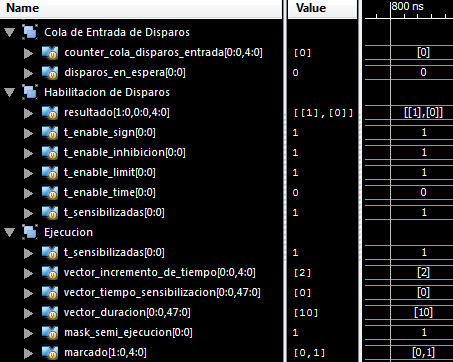 Name Value 800 ns
Cola de Entrada de Disparos
counter_cola_disparos_entrada[0:0,4:0] [0] [0]
disparos_en_espera[0:0] 0 0
Habilitacion de Disparos
resultado[1:0,0:0,4:0] [[1],[0]] [[1],[0]]
t_enable_sign[0:0] 1 1
t_enable_inhibicion[0:0] 1 1
t_enable_limit[0:0] 1 1
t_enable_time[0:0] 0 0
t_sensibilizadas[0:0] 1 1
Ejecucion
t_sensibilizadas[0:0] 1 1
vector_incremento_de_tiempo[0:0,4:0] [2] [2]
vector_tiempo_sensibilizacion[0:0,47:0] [0] [0]
vector_duracion[0:0,47:0] [10] [10]
mask_semi_ejecucion[0:0] 1 1
marcado[1:0,4:0] [0,1] [0,1]